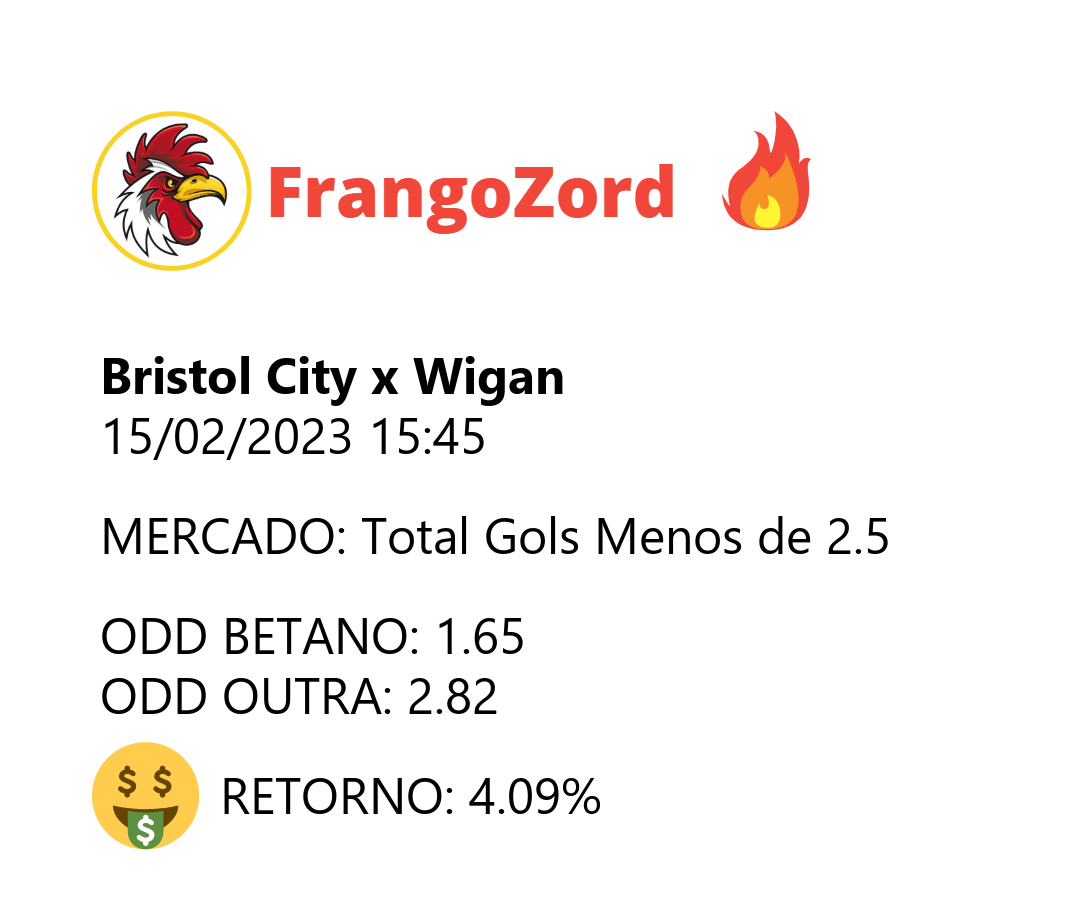 FrangoZord
Bristol City x Wigan
15/02/2023 15:45
MERCADO: Total Gols Menos de 2.5
ODD BETANO: 1.65
ODD OUTRA: 2.82
RETORNO: 4.09%